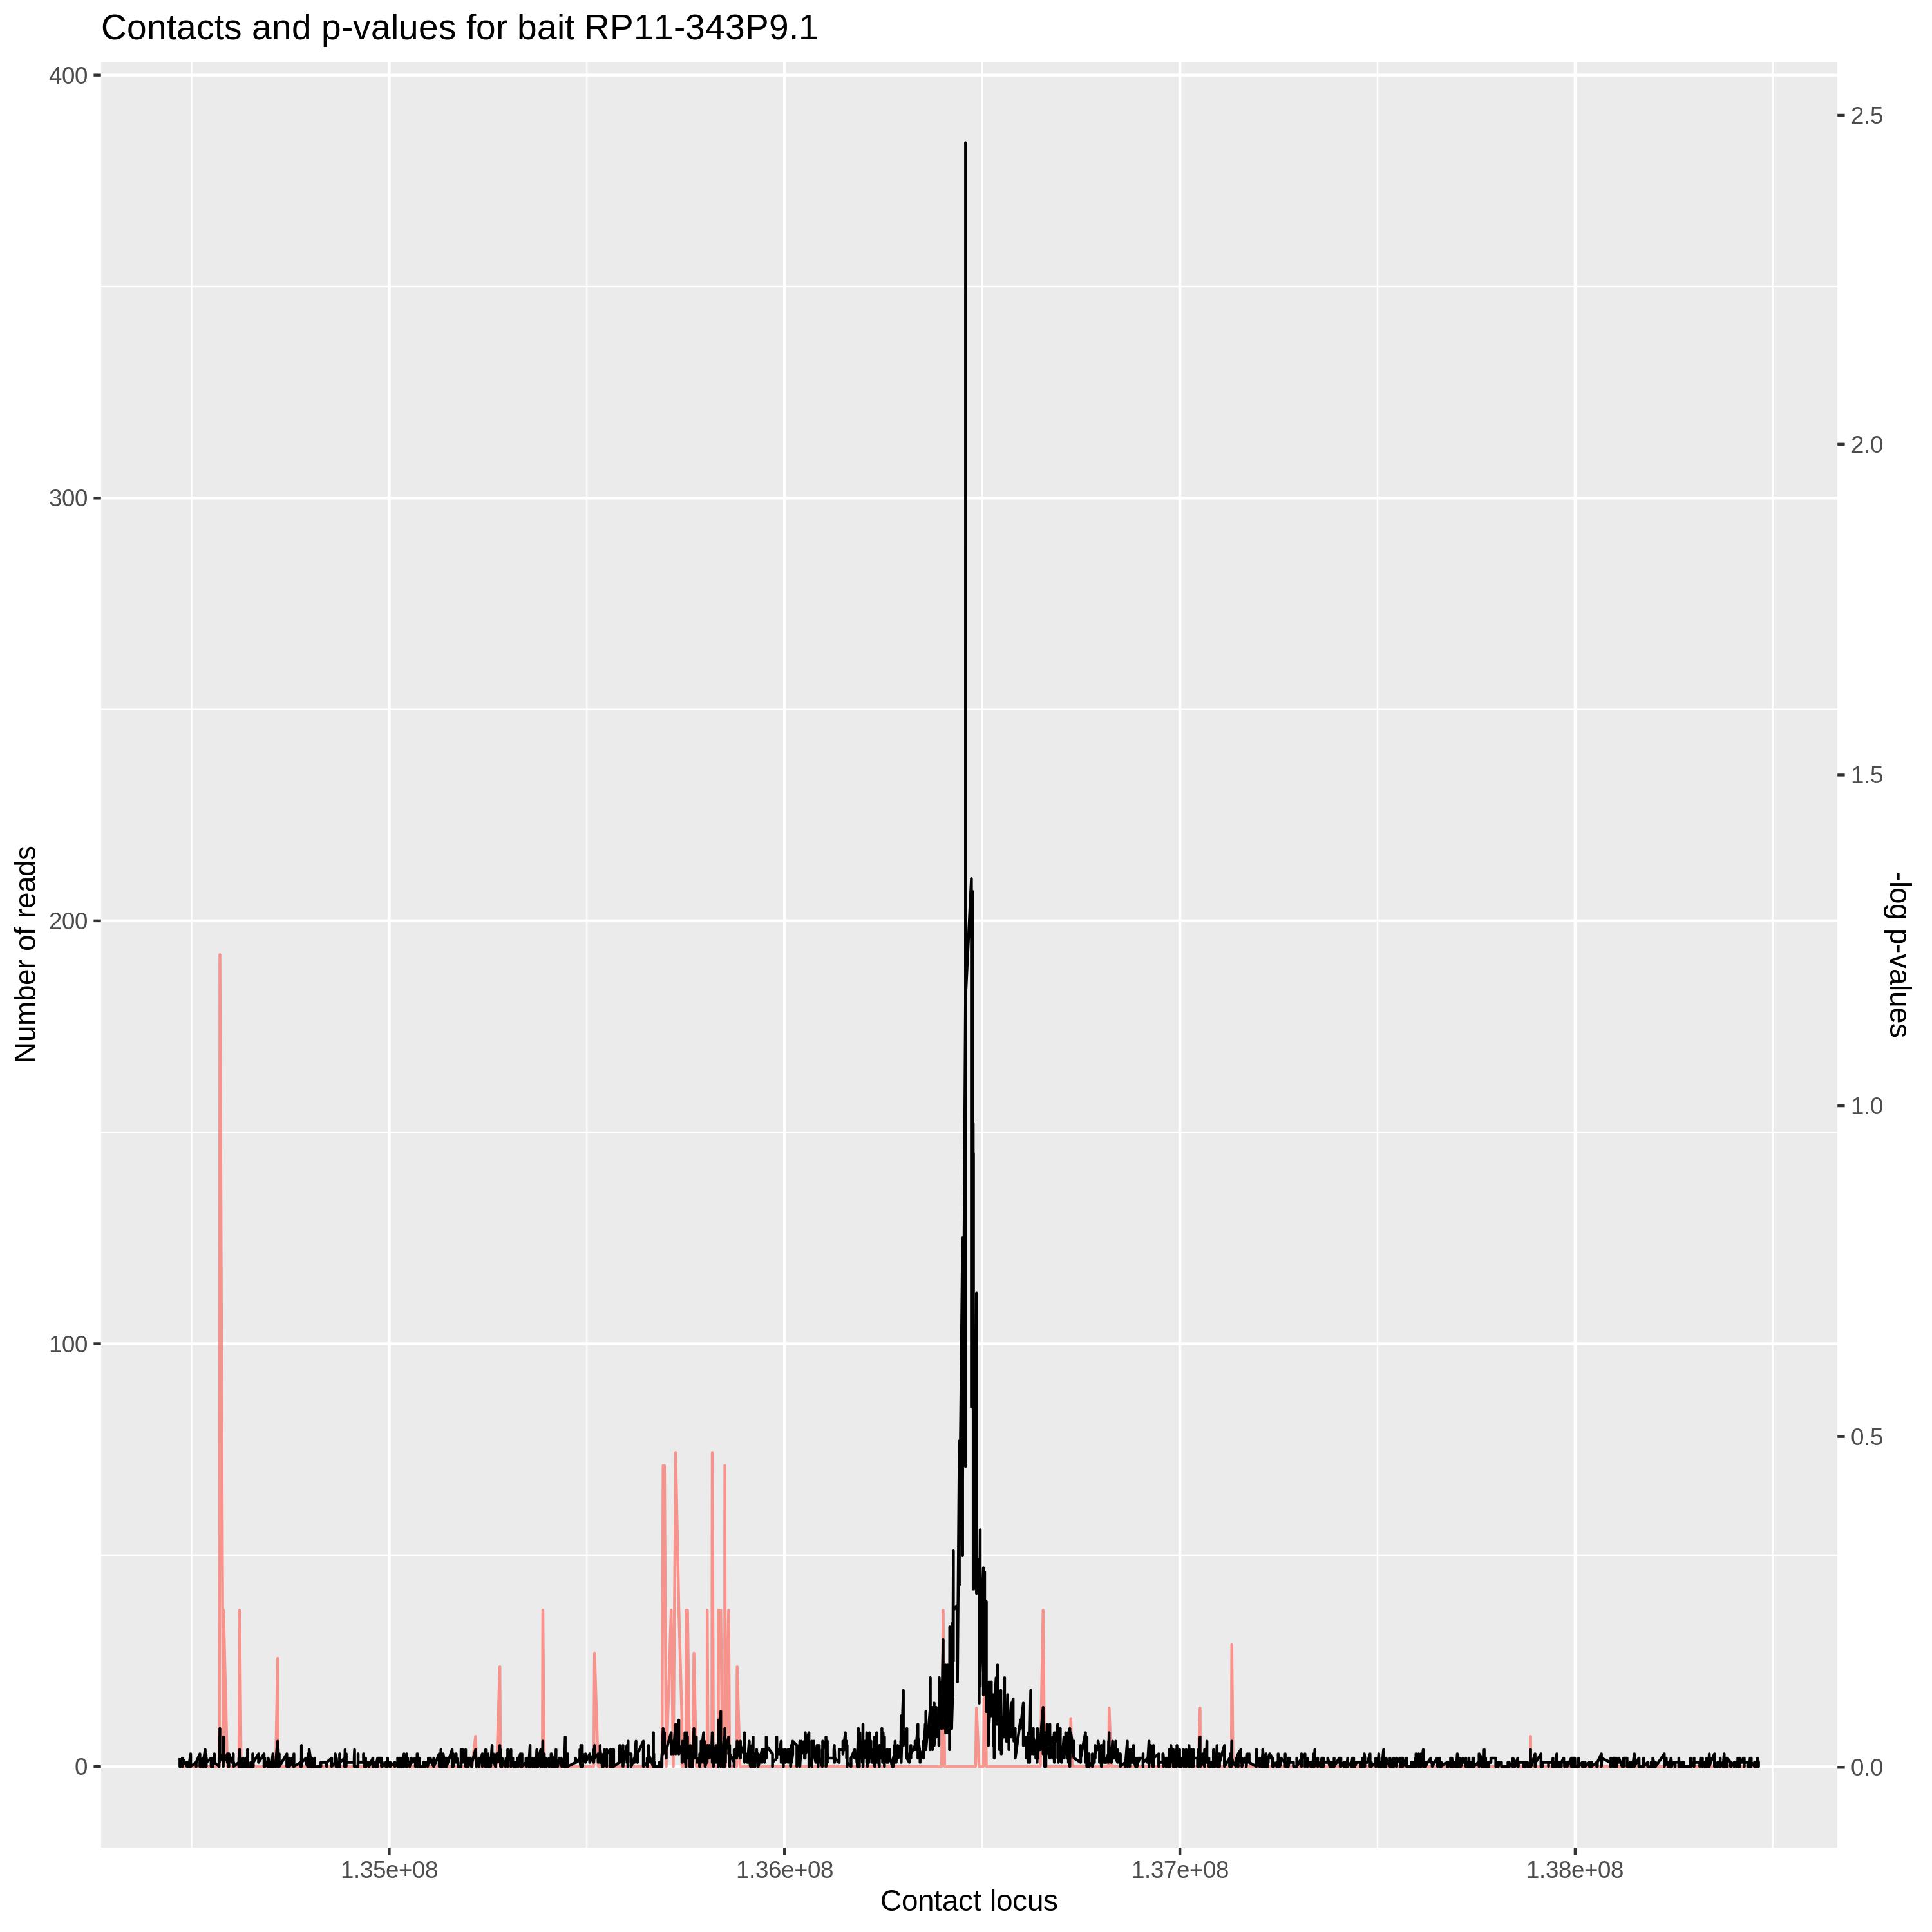 Contacts and p-values for bait RP11-343P9.1
400
300
200
100
0
Number of reads
2.5
2.0
1.5
1.0
0.5
0.0
-log p-values
1.35e+08
1.36e+08
1.37e+08
1.38e+08
Contact locus